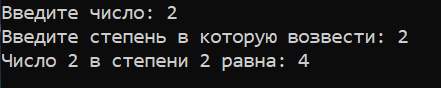 Введите число: 2
Введите степень в которую возвести: 2
Число 2 в степени 2 равна: 4